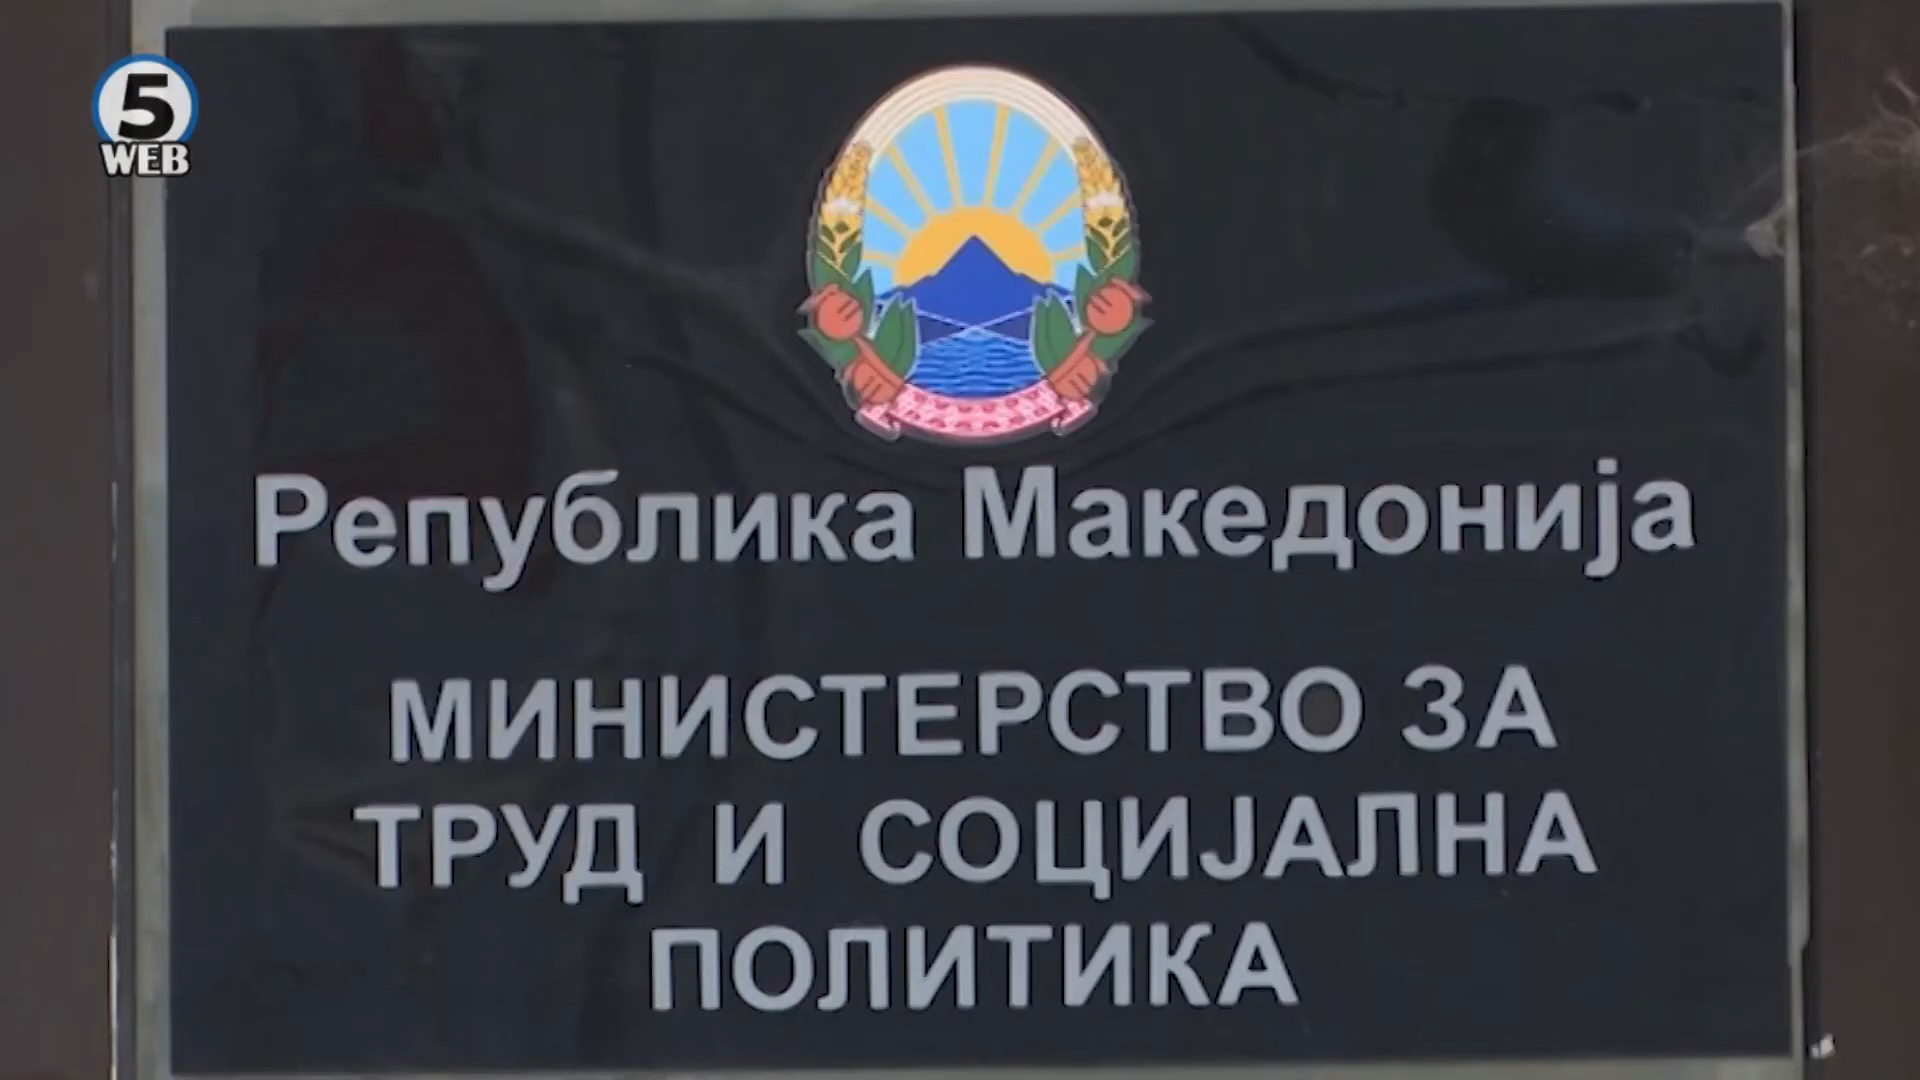 5
WEB
Република Македонија
МИНИСТЕРСТВО ЗА
ТРУД И СОЦИЈАЛНА
ПОЛИТИКА